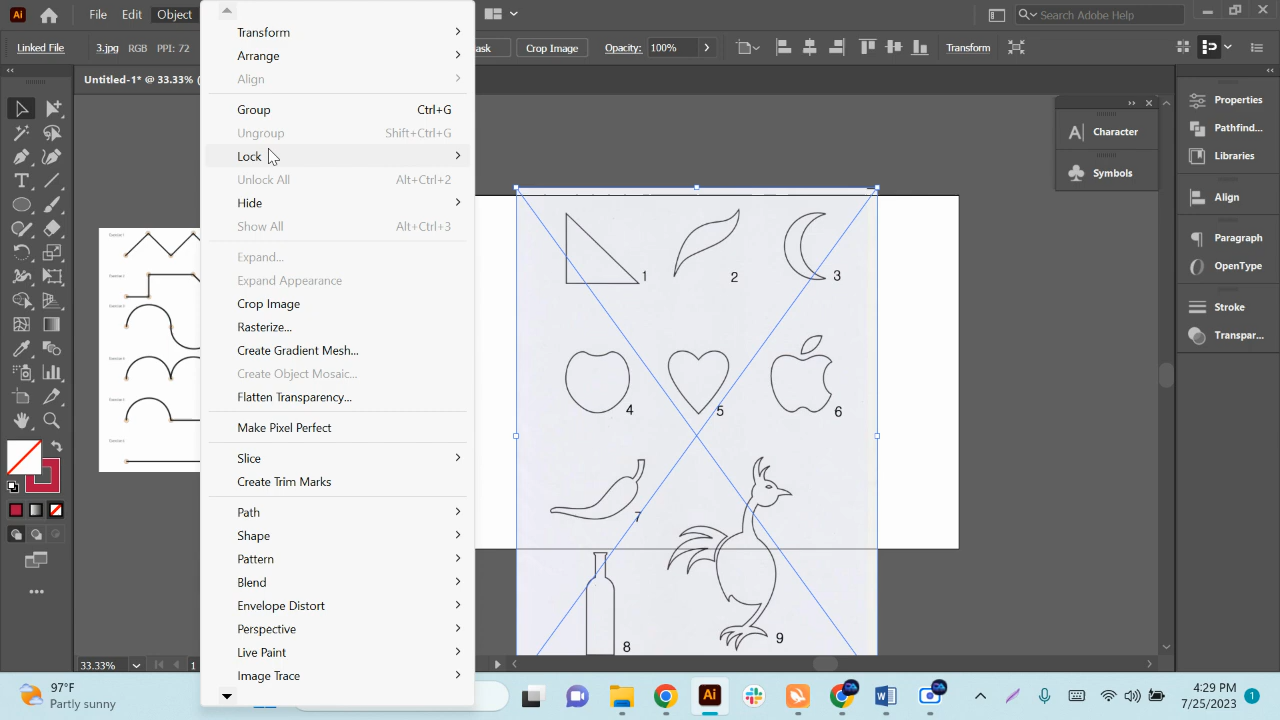 Ai File Edit Object Search Adobe Help
Linked File 3.jpg RGB PPI: 72 ask Crop Image Opacity: 100% Transform
Untitled-1* @ 33.33% (
Transform
Arrange
Align
Group Ctrl+G
Ungroup Shift+Ctrl+G
Lock
Unlock All Alt+Ctrl+2
Hide
Show All Alt+Ctrl+3
Expand...
Expand Appearance
Crop Image
Rasterize...
Create Gradient Mesh...
Create Object Mosaic...
Flatten Transparency...
Make Pixel Perfect
Slice
Create Trim Marks
Path
Shape
Pattern
Blend
Envelope Distort
Perspective
Live Paint
Image Trace
1 2 3
4 5 6
7
8 9
Character
Symbols
Properties
Pathfind...
Libraries
Align
Paragraph
OpenType
Stroke
Transpar...
33.33% 1
97°F
Partly sunny
Ai
4:29 PM
7/25/2023
1